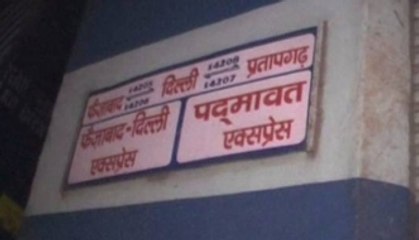 फैजाबाद 14205 14206 दिल्ली 14208 14207 प्रतापगढ़
फैजाबाद-दिल्ली
एक्सप्रेस
पद्मावत
एक्सप्रेस